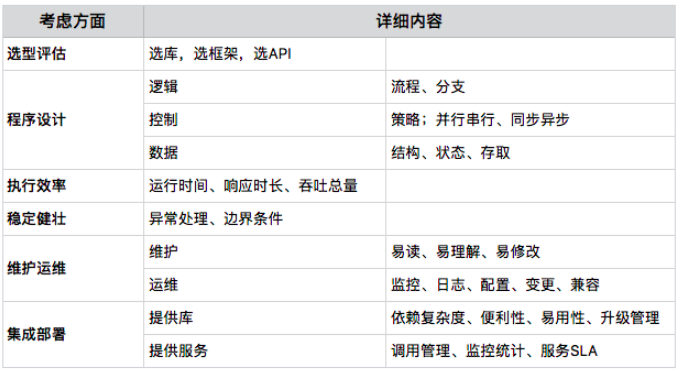 考虑方面 详细内容
选型评估 选库，选框架，选API
程序设计 逻辑 流程、分支
控制 策略；并行串行、同步异步
数据 结构、状态、存取
执行效率 运行时间、响应时长、吞吐总量
稳定健壮 异常处理、边界条件
维护运维 维护 易读、易理解、易修改
运维 监控、日志、配置、变更、兼容
集成部署 提供库 依赖复杂度、便利性、易用性、升级管理
提供服务 调用管理、监控统计、服务SLA